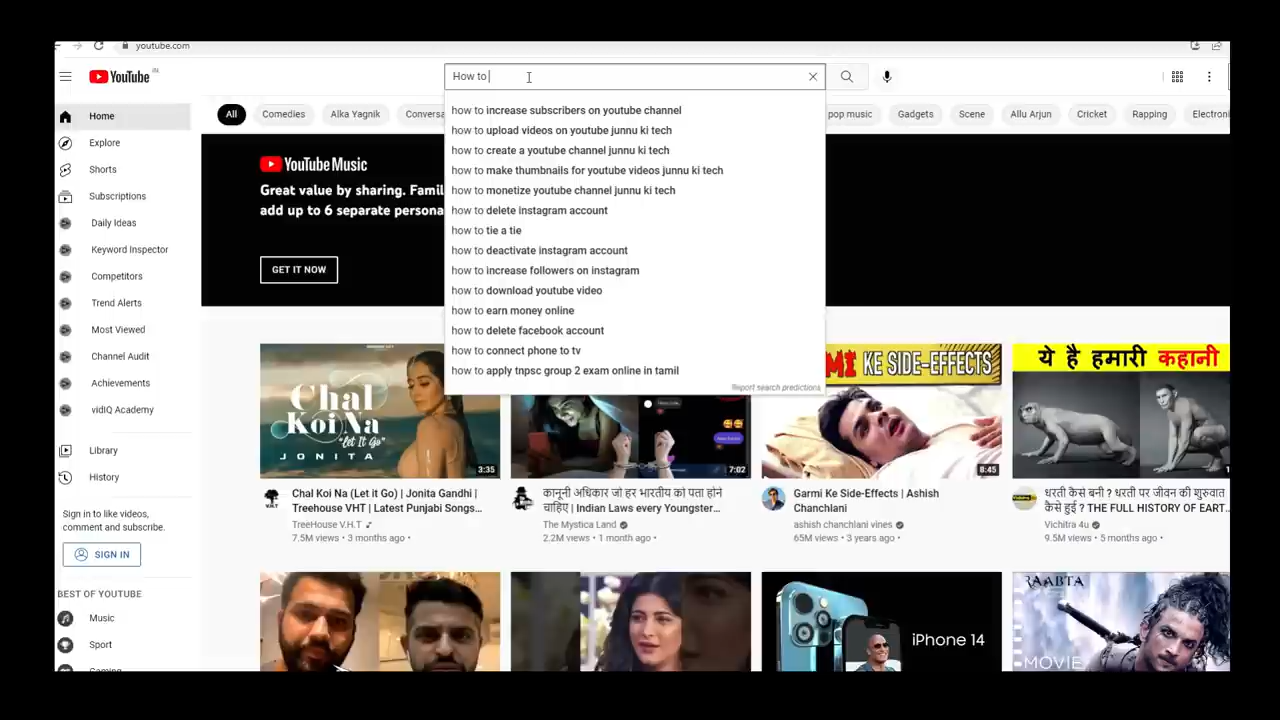 youtube.com
YouTube IN
How to
how to increase subscribers on youtube channel
how to upload videos on youtube junnu ki tech
how to create a youtube channel junnu ki tech
how to make thumbnails for youtube videos junnu ki tech
how to monetize youtube channel junnu ki tech
how to delete instagram account
how to tie a tie
how to deactivate instagram account
how to increase followers on instagram
how to download youtube video
how to earn money online
how to delete facebook account
how to connect phone to tv
how to apply tnpsc group 2 exam online in tamil
Report search predictions
Home
Explore
Shorts
Subscriptions
Daily Ideas
Keyword Inspector
Competitors
Trend Alerts
Most Viewed
Channel Audit
Achievements
vidIQ Academy
Library
History
Sign in to like videos,
comment and subscribe.
SIGN IN
BEST OF YOUTUBE
Music
Sport
Gaming
All
Comedies
Alka Yagnik
Conversa
pop music
Gadgets
Scene
Allu Arjun
Cricket
Rapping
Electroni
YouTube Music
Great value by sharing. Famil
add up to 6 separate persona
GET IT NOW
Chal
Koi Na
"Let It Go"
JONITA
3:35
Chal Koi Na (Let it Go) | Jonita Gandhi |
Treehouse VHT | Latest Punjabi Songs...
TreeHouse V.H.T
7.5M views • 3 months ago •
7:02
कानूनी अधिकार जो हर भारतीय को पता होने
चाहिए | Indian Laws every Youngster...
The Mystica Land
2.2M views • 1 month ago •
KE SIDE-EFFECTS
8:45
Garmi Ke Side-Effects | Ashish
Chanchlani
ashish chanchlani vines
65M views • 3 years ago •
ये है हमारी कहानी
धरती कैसे बनी ? धरती पर जीवन की शुरुवात
कैसे हुई ? THE FULL HISTORY OF EART...
Vichitra 4u
9.5M views • 5 months ago •
iPhone 14
RAABTA
MOVIE